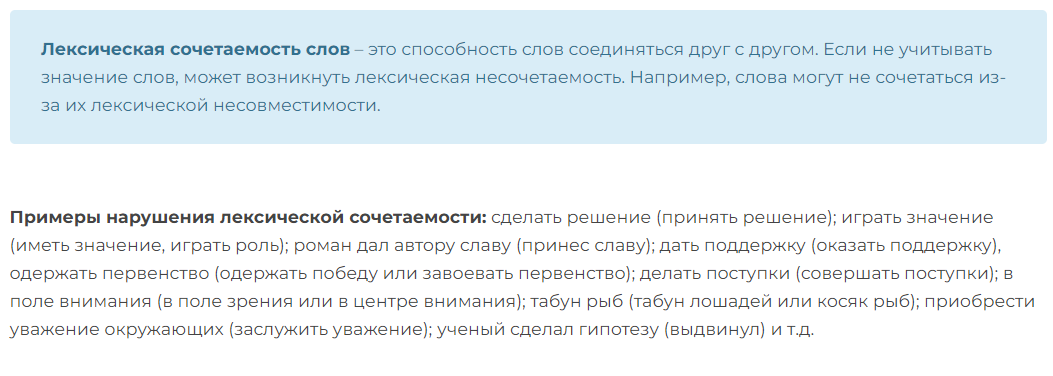 Лексическая сочетаемость слов – это способность слов соединяться друг с другом. Если не учитывать
значение слов, может возникнуть лексическая несочетаемость. Например, слова могут не сочетаться из-
за их лексической несовместимости.
Примеры нарушения лексической сочетаемости: сделать решение (принять решение); играть значение
(иметь значение, играть роль); роман дал автору славу (принес славу); дать поддержку (оказать поддержку),
одержать первенство (одержать победу или завоевать первенство); делать поступки (совершать поступки); в
поле внимания (в поле зрения или в центре внимания); табун рыб (табун лошадей или косяк рыб); приобрести
уважение окружающих (заслужить уважение); ученый сделал гипотезу (выдвинул) и т.д.